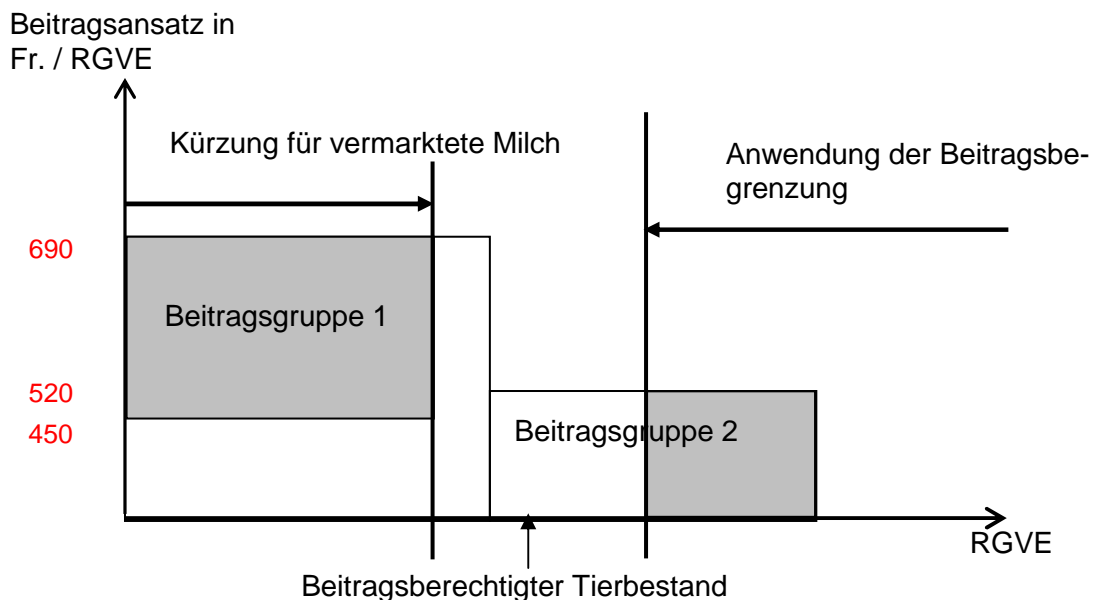 Beitragsansatz in
Fr. / RGVE
Kürzung für vermarktete Milch
Anwendung der Beitragsbe-
grenzung
690
Beitragsgruppe 1
520
450
Beitragsgruppe 2
RGVE
Beitragsberechtigter Tierbestand